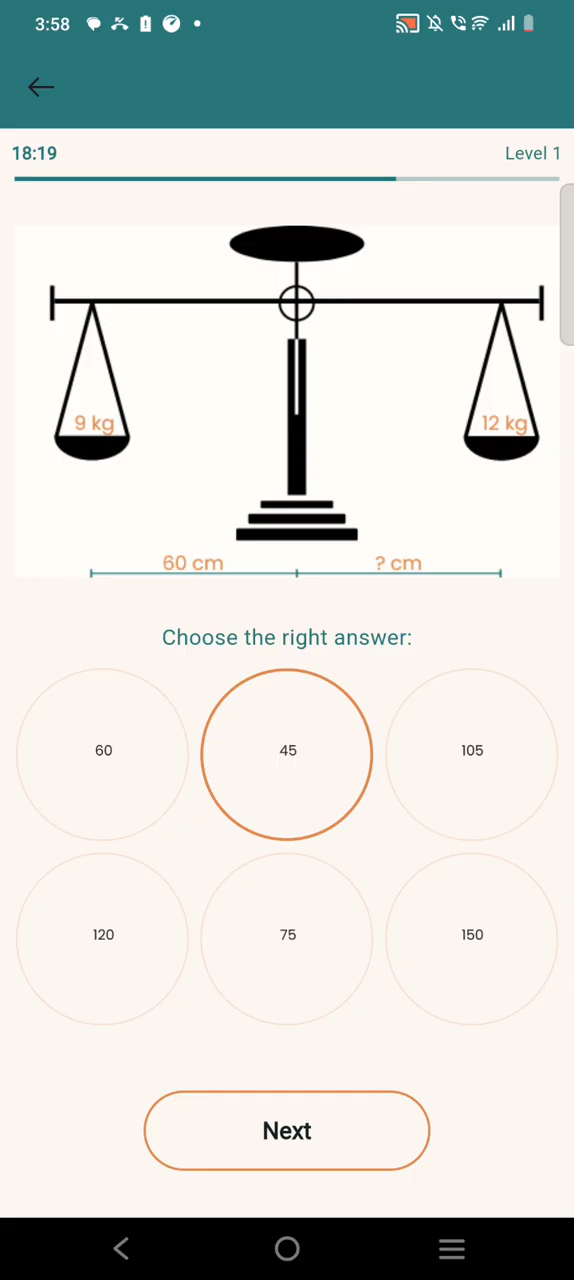 3:58
18:19 Level 1
9 kg 12 kg
60 cm ? cm
Choose the right answer:
60 45 105
120 75 150
Next